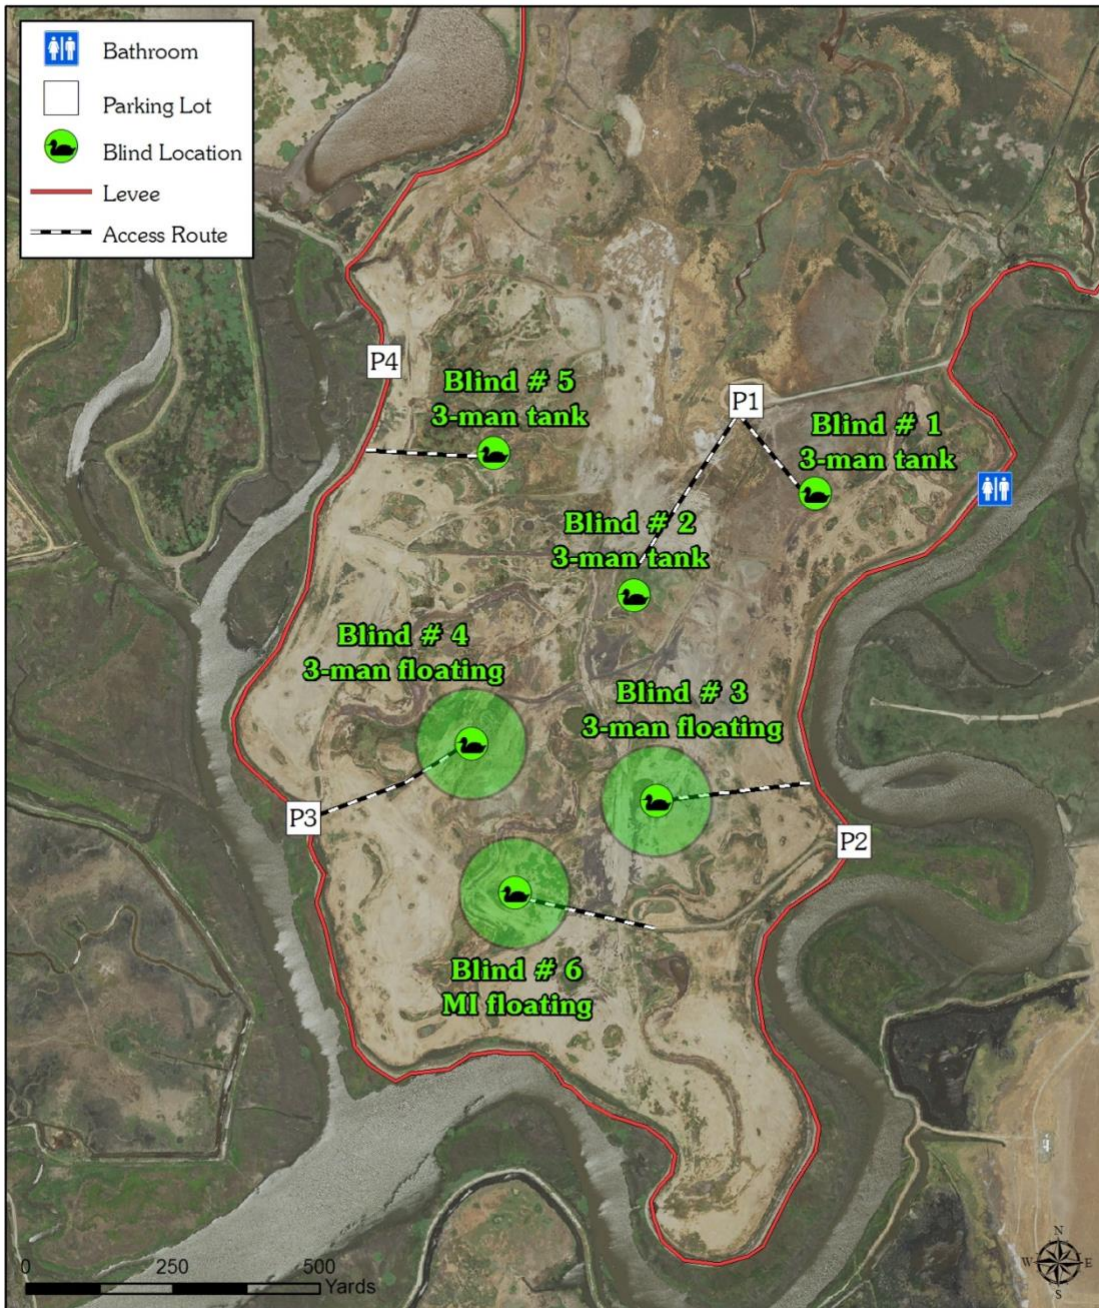 Bathroom
Parking Lot
Blind Location
Levee
Access Route
P4
Blind # 5
3-man tank
P1
Blind # 1
3-man tank
Blind # 2
3-man tank
Blind # 4
3-man floating
Blind # 3
3-man floating
P3
P2
Blind # 6
MI floating
0 250 500
Yards
N
W E
S